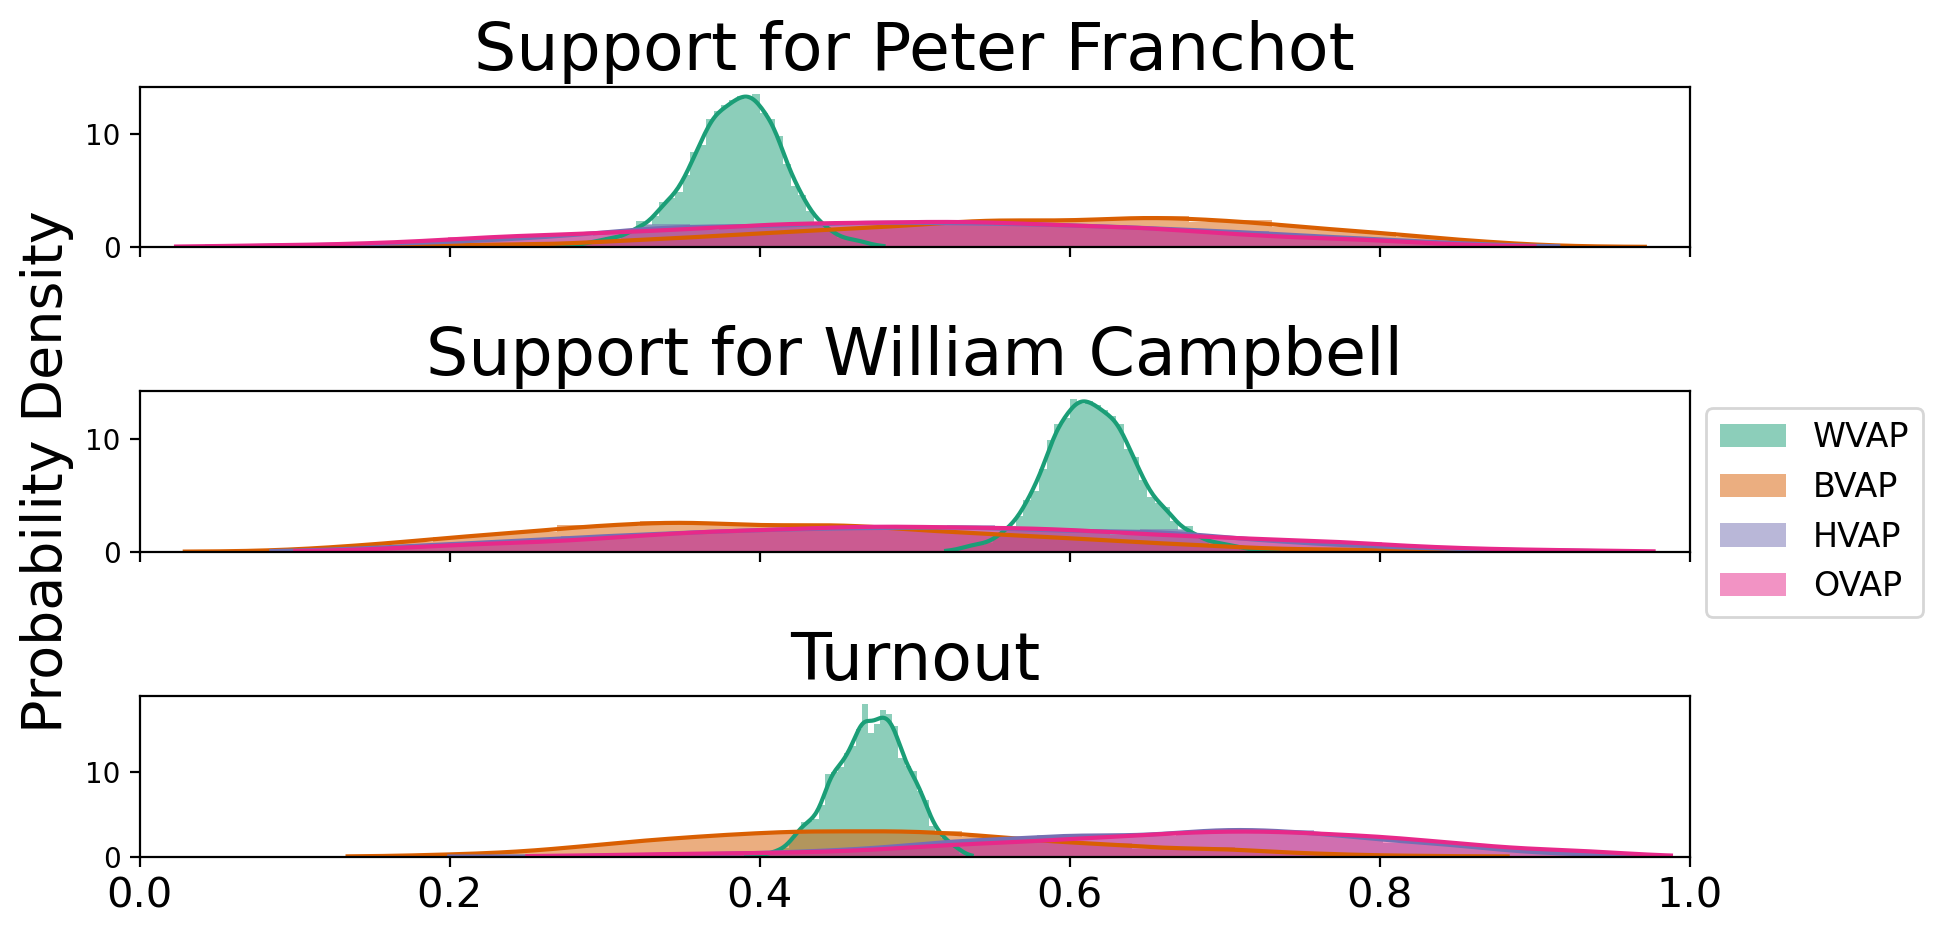 Support for Peter Franchot
10
0
Support for William Campbell
10
0
Probability Density
WVAP
BVAP
HVAP
OVAP
Turnout
10
0
0.0 0.2 0.4 0.6 0.8 1.0